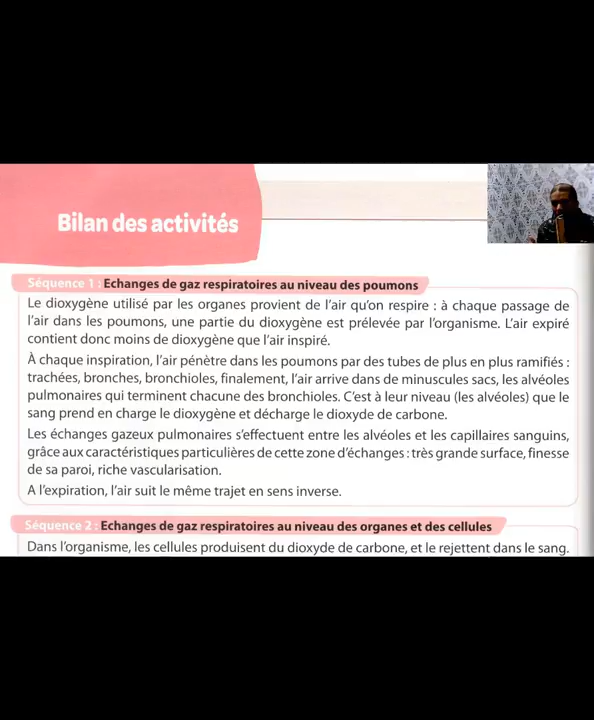 Bilan des activités
Séquence 1 : Echanges de gaz respiratoires au niveau des poumons
Le dioxygène utilisé par les organes provient de l'air qu'on respire : à chaque passage de
l'air dans les poumons, une partie du dioxygène est prélevée par l'organisme. L'air expiré
contient donc moins de dioxygène que l'air inspiré.
À chaque inspiration, l'air pénètre dans les poumons par des tubes de plus en plus ramifiés :
trachées, bronches, bronchioles, finalement, l'air arrive dans de minuscules sacs, les alvéoles
pulmonaires qui terminent chacune des bronchioles. C'est à leur niveau (les alvéoles) que le
sang prend en charge le dioxygène et décharge le dioxyde de carbone.
Les échanges gazeux pulmonaires s'effectuent entre les alvéoles et les capillaires sanguins,
grâce aux caractéristiques particulières de cette zone d'échanges : très grande surface, finesse
de sa paroi, riche vascularisation.
A l'expiration, l'air suit le même trajet en sens inverse.
Séquence 2 : Echanges de gaz respiratoires au niveau des organes et des cellules
Dans l'organisme, les cellules produisent du dioxyde de carbone, et le rejettent dans le sang.